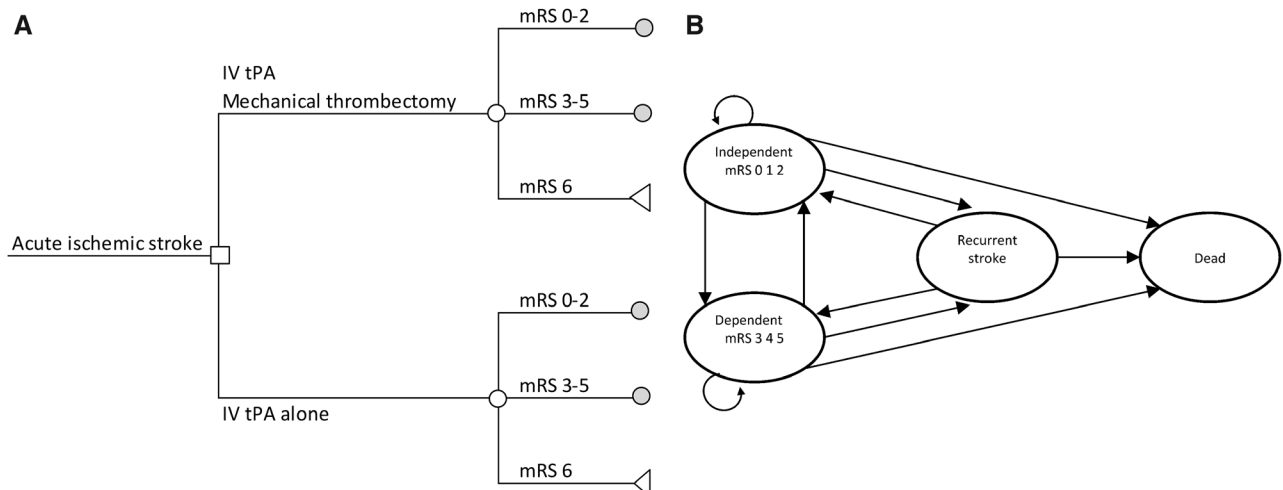 A
mRS 0-2
IV tPA
Mechanical thrombectomy
mRS 3-5
mRS 6
Acute ischemic stroke
mRS 0-2
mRS 3-5
IV tPA alone
mRS 6
B
Independent
mRS 0 1 2
Recurrent
stroke
Dead
Dependent
mRS 3 4 5